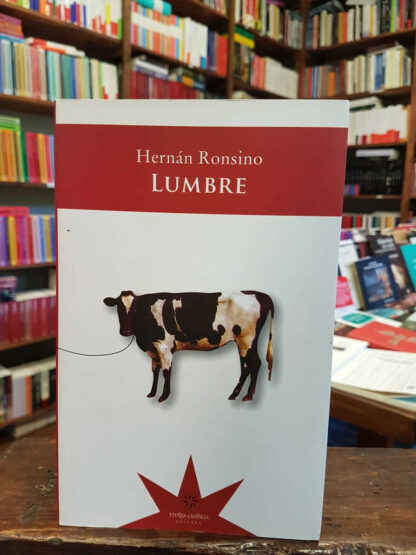 Hernán Ronsino
LUMBRE
ETERNA CADENCIA
EDITORA